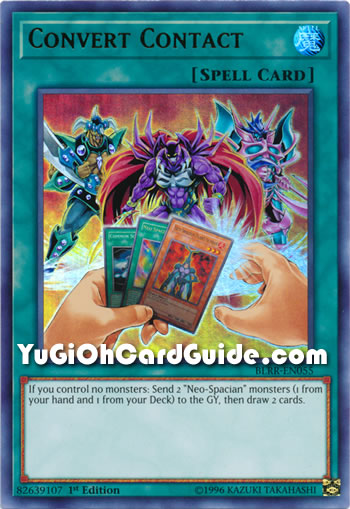 CONVERT CONTACT
魔
[SPELL CARD]
YuGiOhCardGuide.com
BLRR-EN055
If you control no monsters: Send 2 "Neo-Spacian" monsters (1 from
your hand and 1 from your Deck) to the GY, then draw 2 cards.
82639107
1st Edition
©1996 KAZUKI TAKAHASHI